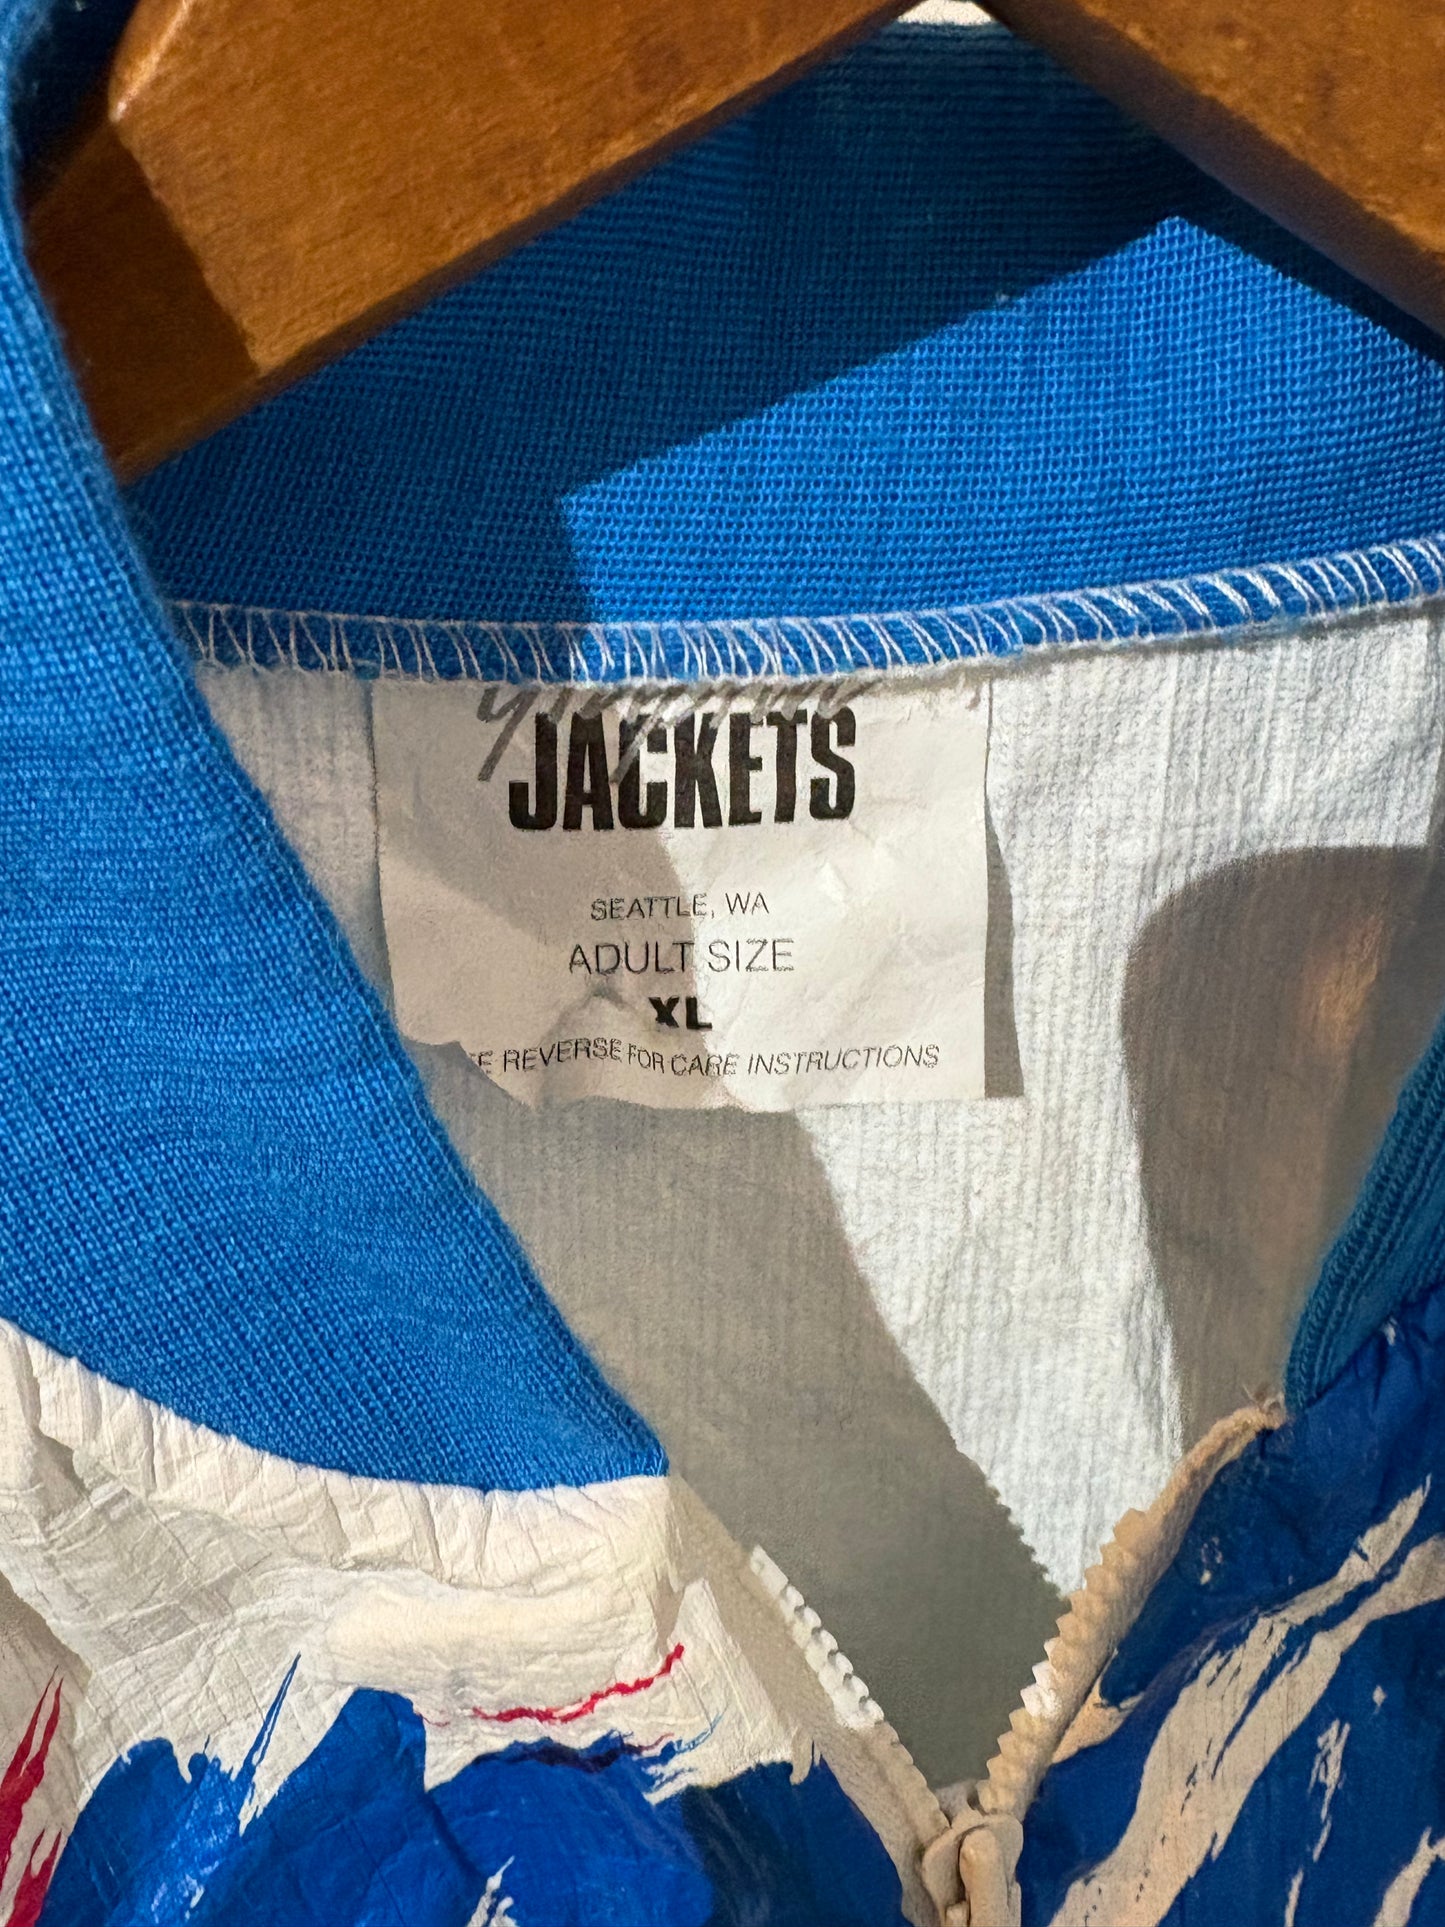 JACKETS
SEATTLE, WA
ADULT SIZE
XL
REVERSE FOR CARE INSTRUCTIONS